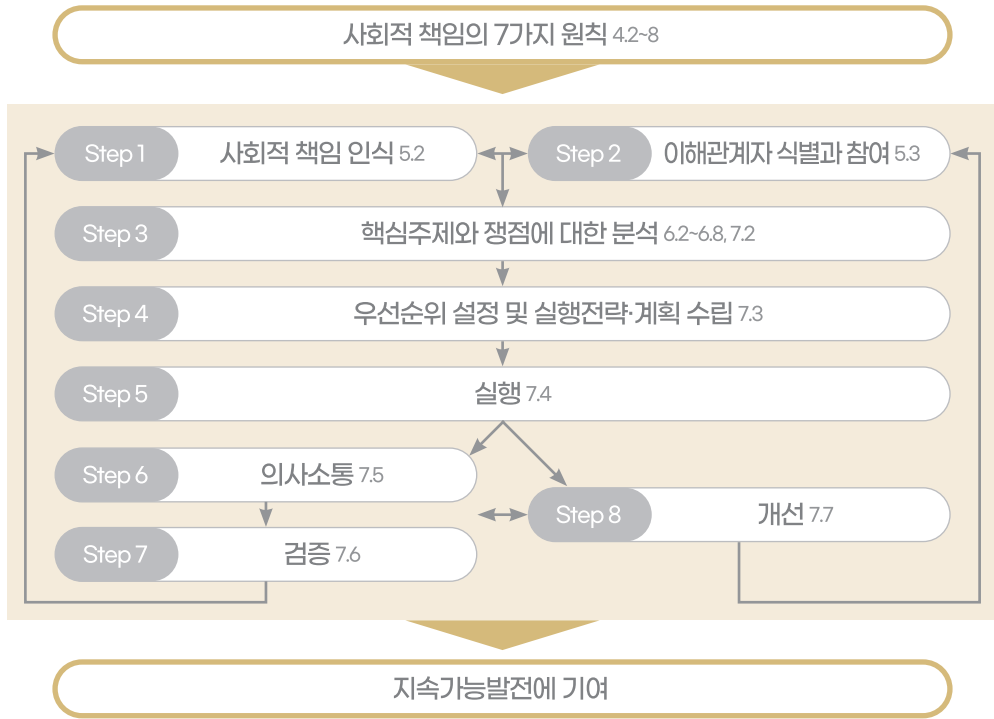 사회적 책임의 7가지 원칙 4.2~8
Step 1 사회적 책임 인식 5.2
Step 2 이해관계자 식별과 참여 5.3
Step 3 핵심주제와 쟁점에 대한 분석 6.2~6.8, 7.2
Step 4 우선순위 설정 및 실행전략·계획 수립 7.3
Step 5 실행 7.4
Step 6 의사소통 7.5
Step 7 검증 7.6
Step 8 개선 7.7
지속가능발전에 기여